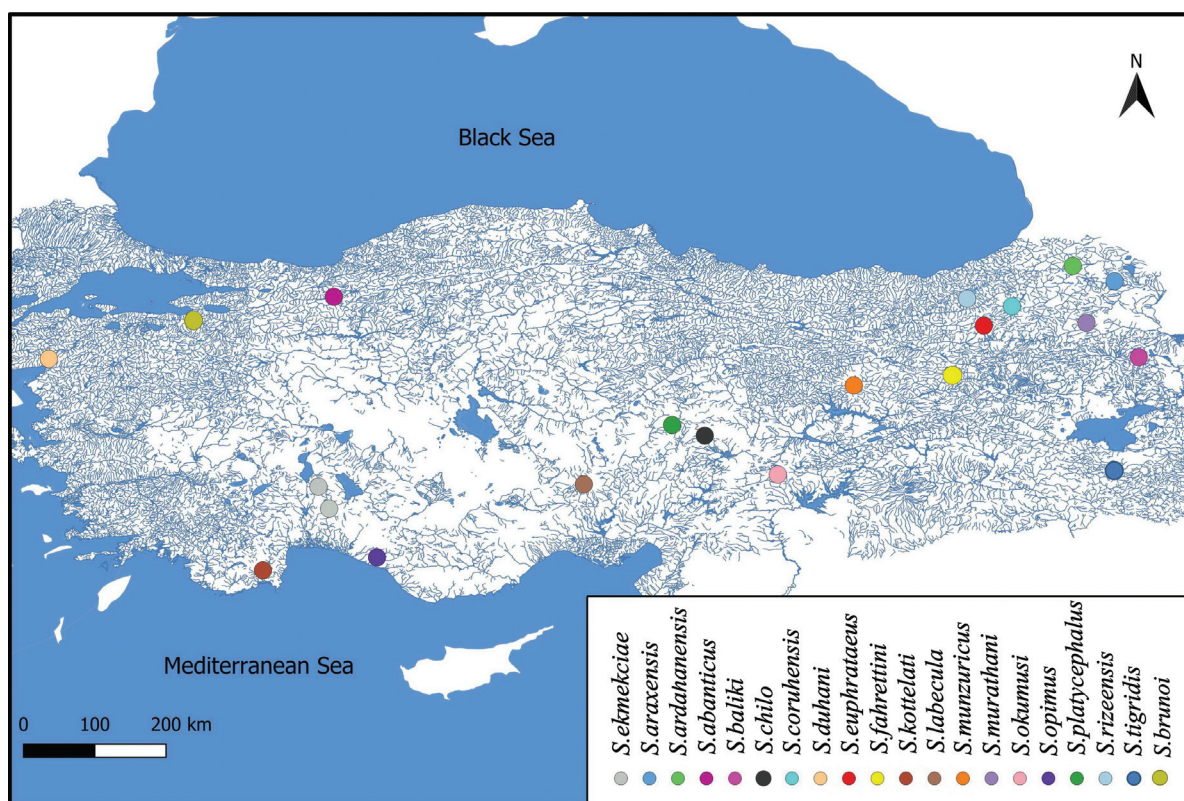 N
Black Sea
Mediterranean Sea
0 100 200 km
S.ekmekciae
S.araxensis
S.ardahanensis
S.abanticus
S.baliki
S.chilo
S.coruhensis
S.duhani
S.euphrataeus
S.fahrettini
S.kottelati
S.labecula
S.munzuricus
S.murathani
S.okumusi
S.opimus
S.platycephalus
S.rizeensis
S.tigridis
S.brunoi